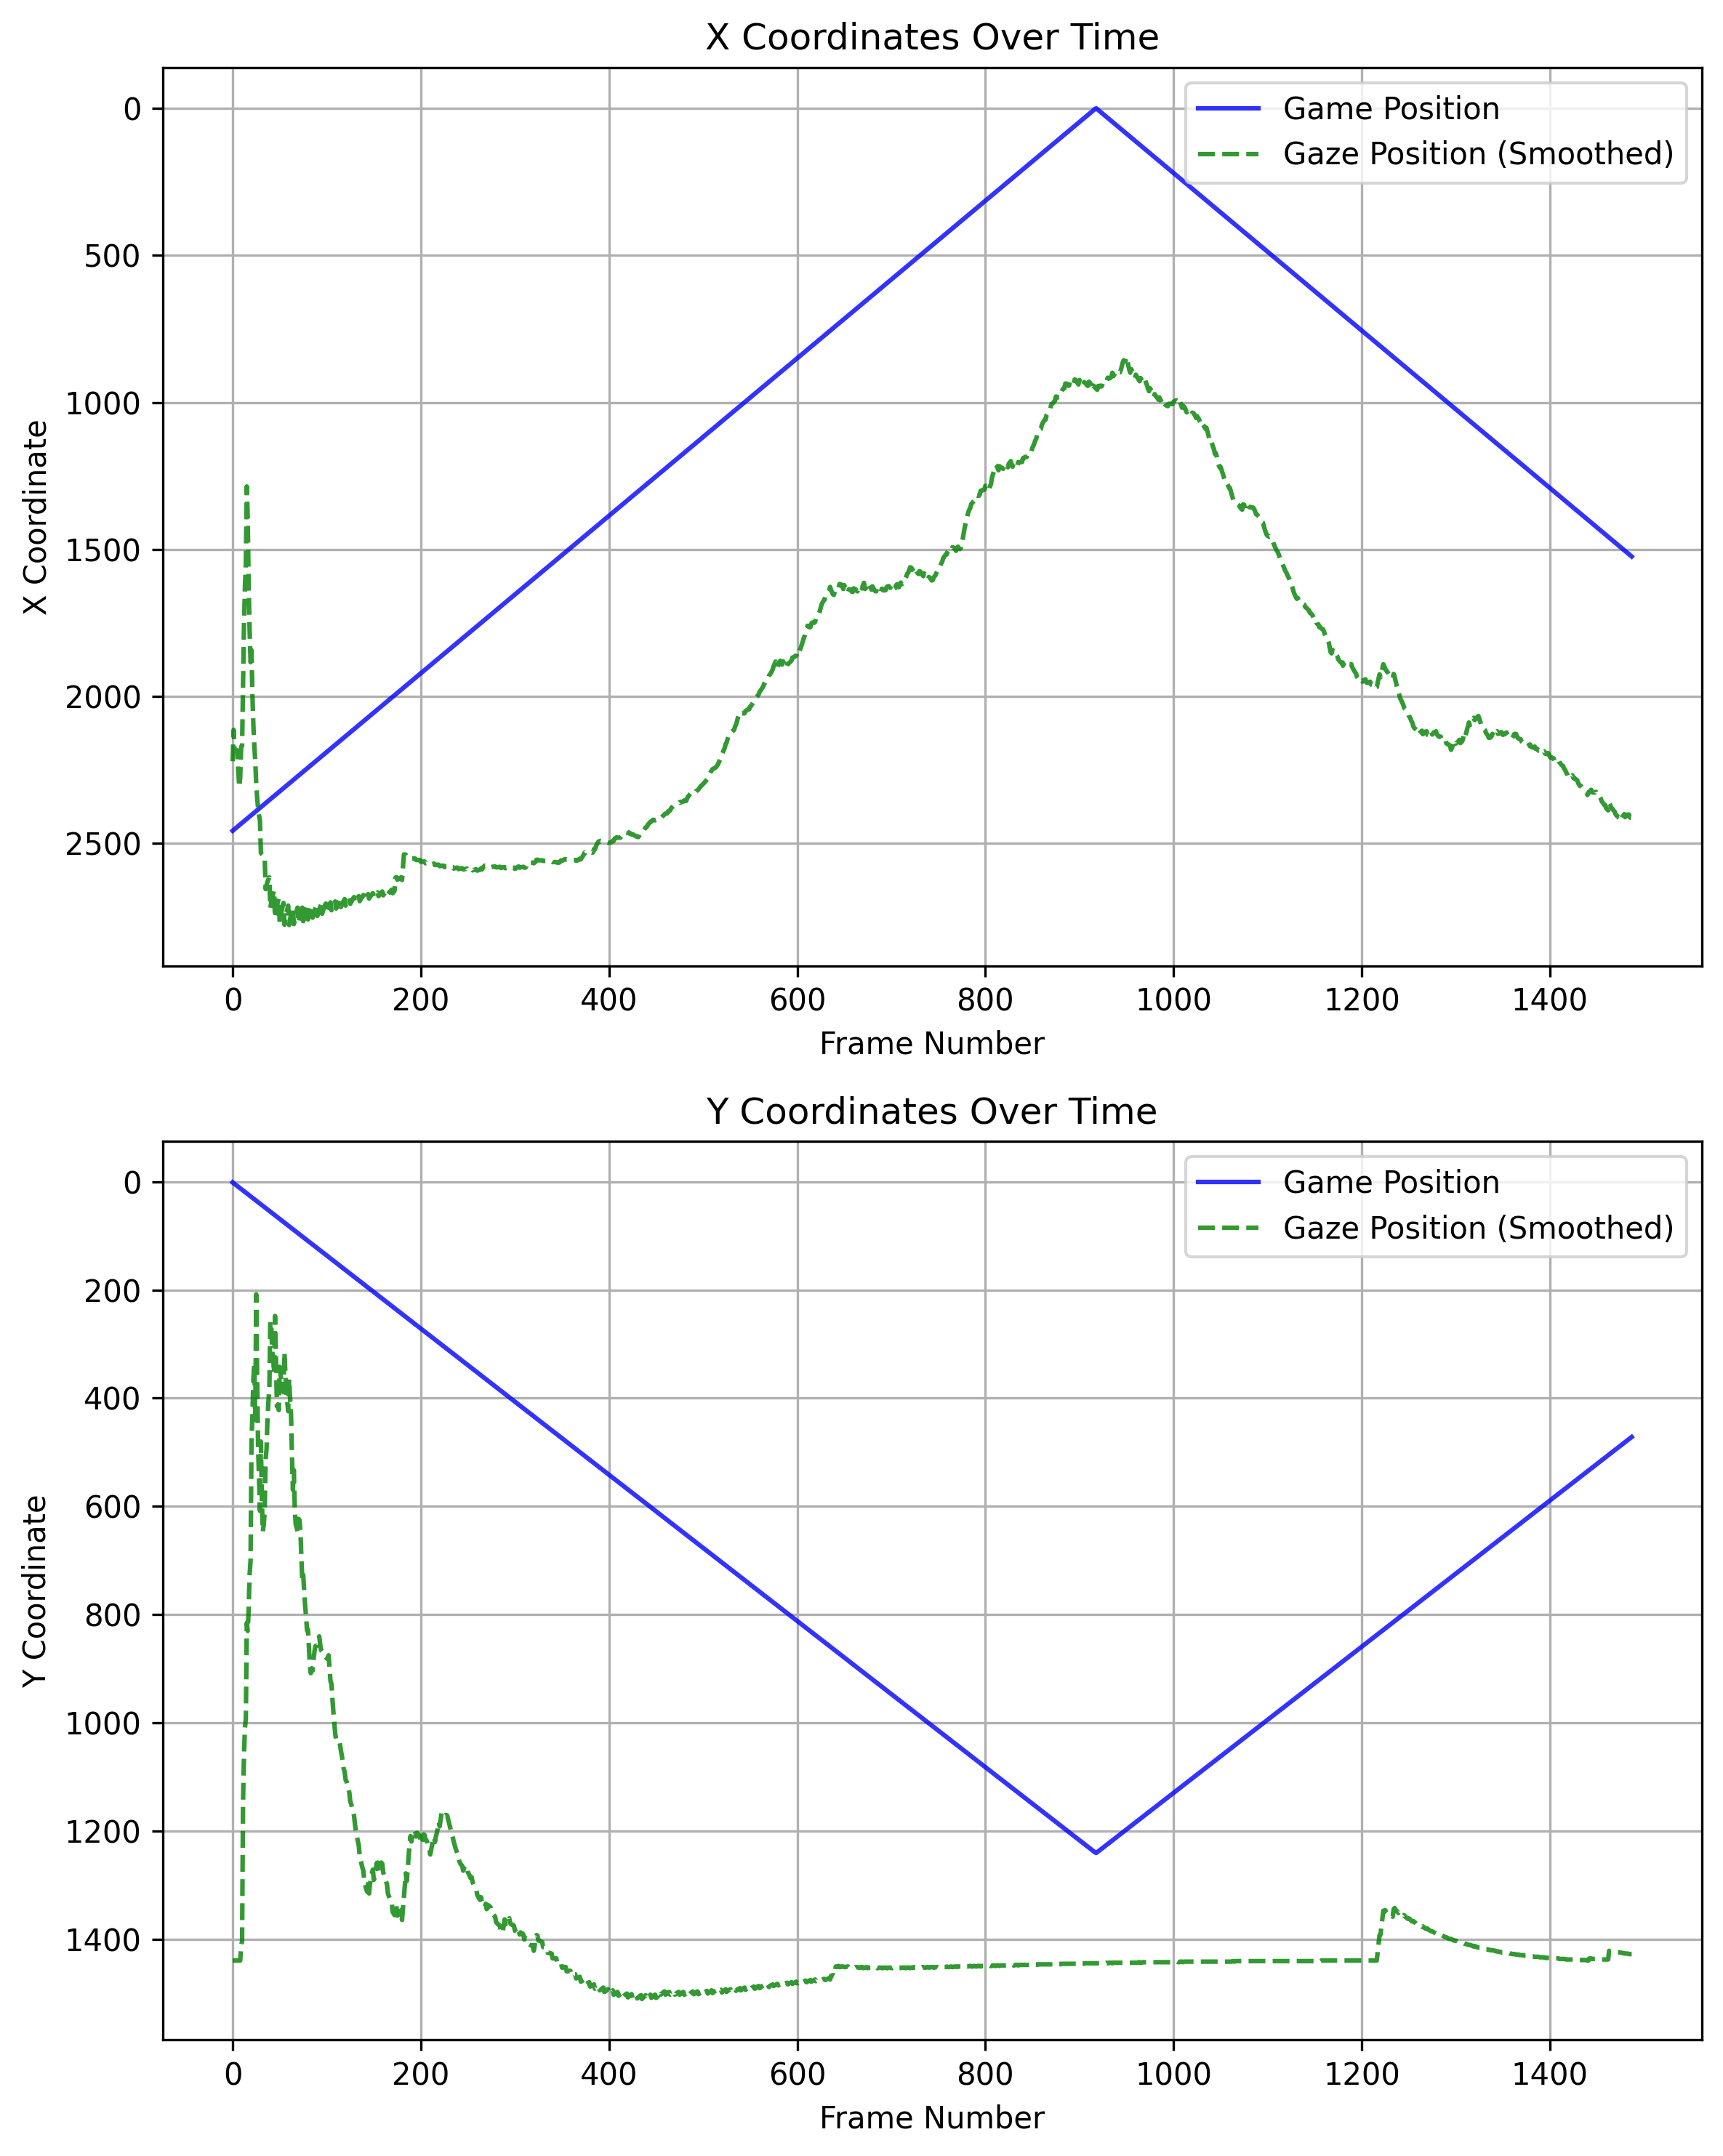 X Coordinates Over Time
Game Position
Gaze Position (Smoothed)
0
500
1000
1500
2000
2500
X Coordinate
0 200 400 600 800 1000 1200 1400
Frame Number
Y Coordinates Over Time
Game Position
Gaze Position (Smoothed)
0
200
400
600
800
1000
1200
1400
Y Coordinate
0 200 400 600 800 1000 1200 1400
Frame Number